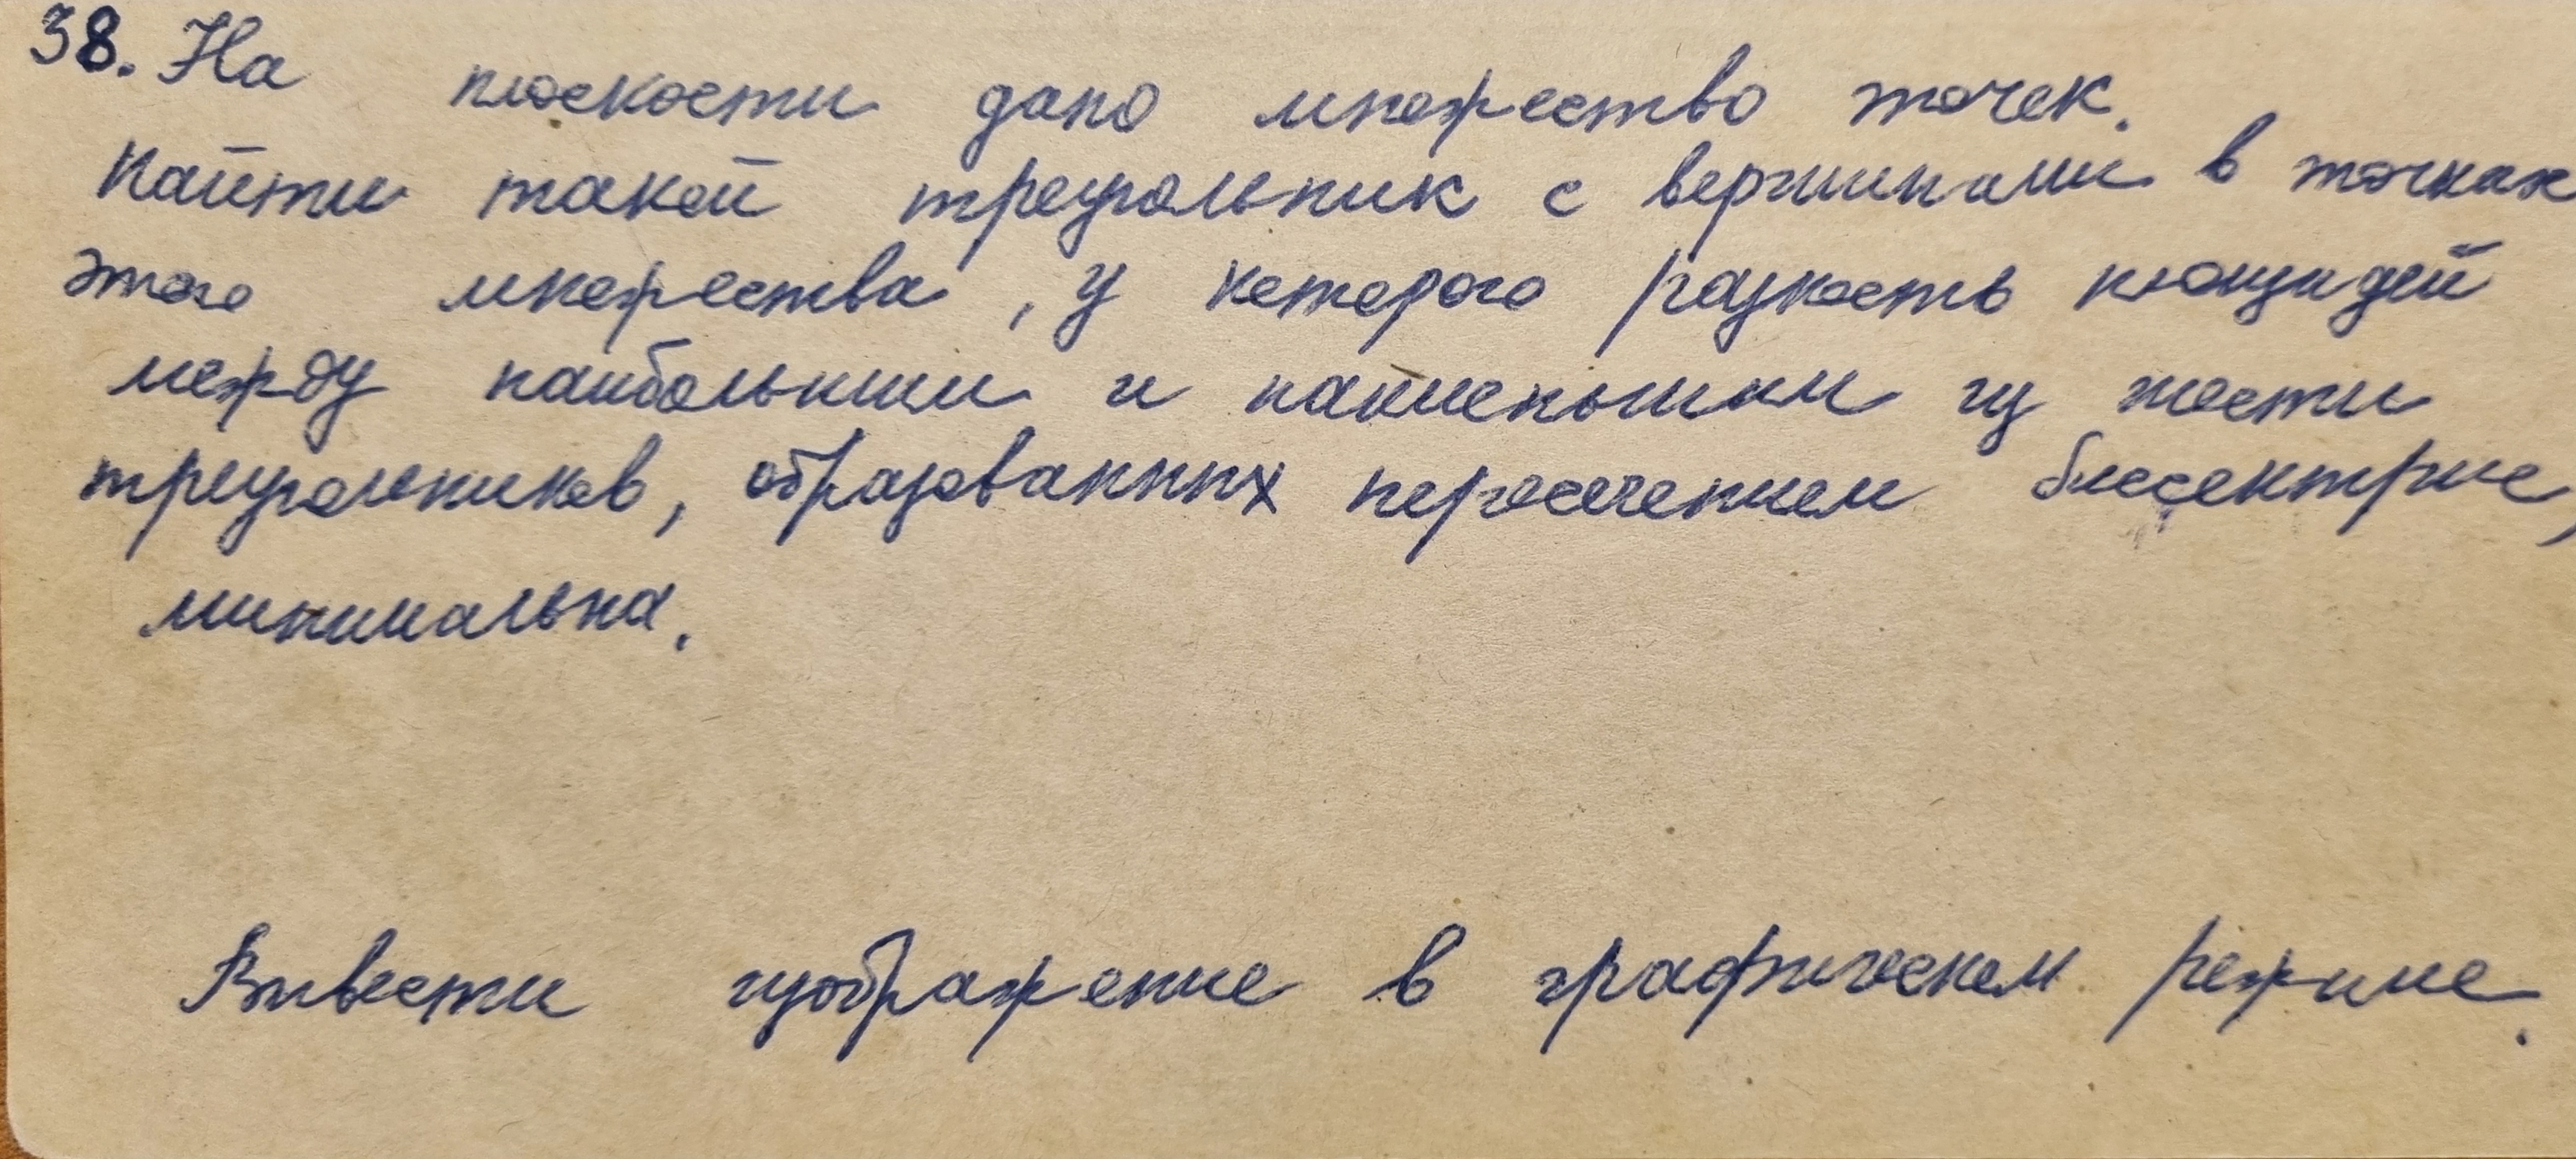 38. На плоскости дано множество точек.
Найти такой треугольник с вершинами в точках
этого множества, у которого разность площадей
между наибольшим и наименьшим из шести
треугольников, образованных пересечением биссектрис,
минимальна.
Вывести изображение в графическом режиме.